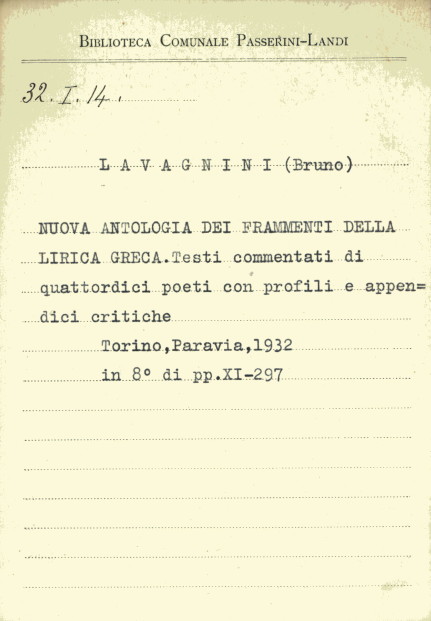 BIBLIOTECA COMUNALE PASSERINI-LANDI
32. I. 14.
L A V A G N I N I (Bruno)
NUOVA ANTOLOGIA DEI FRAMMENTI DELLA
LIRICA GRECA.Testi commentati di
quattordici poeti con profili e appen=
dici critiche
Torino,Paravia,1932
in 8° di pp.XI-297